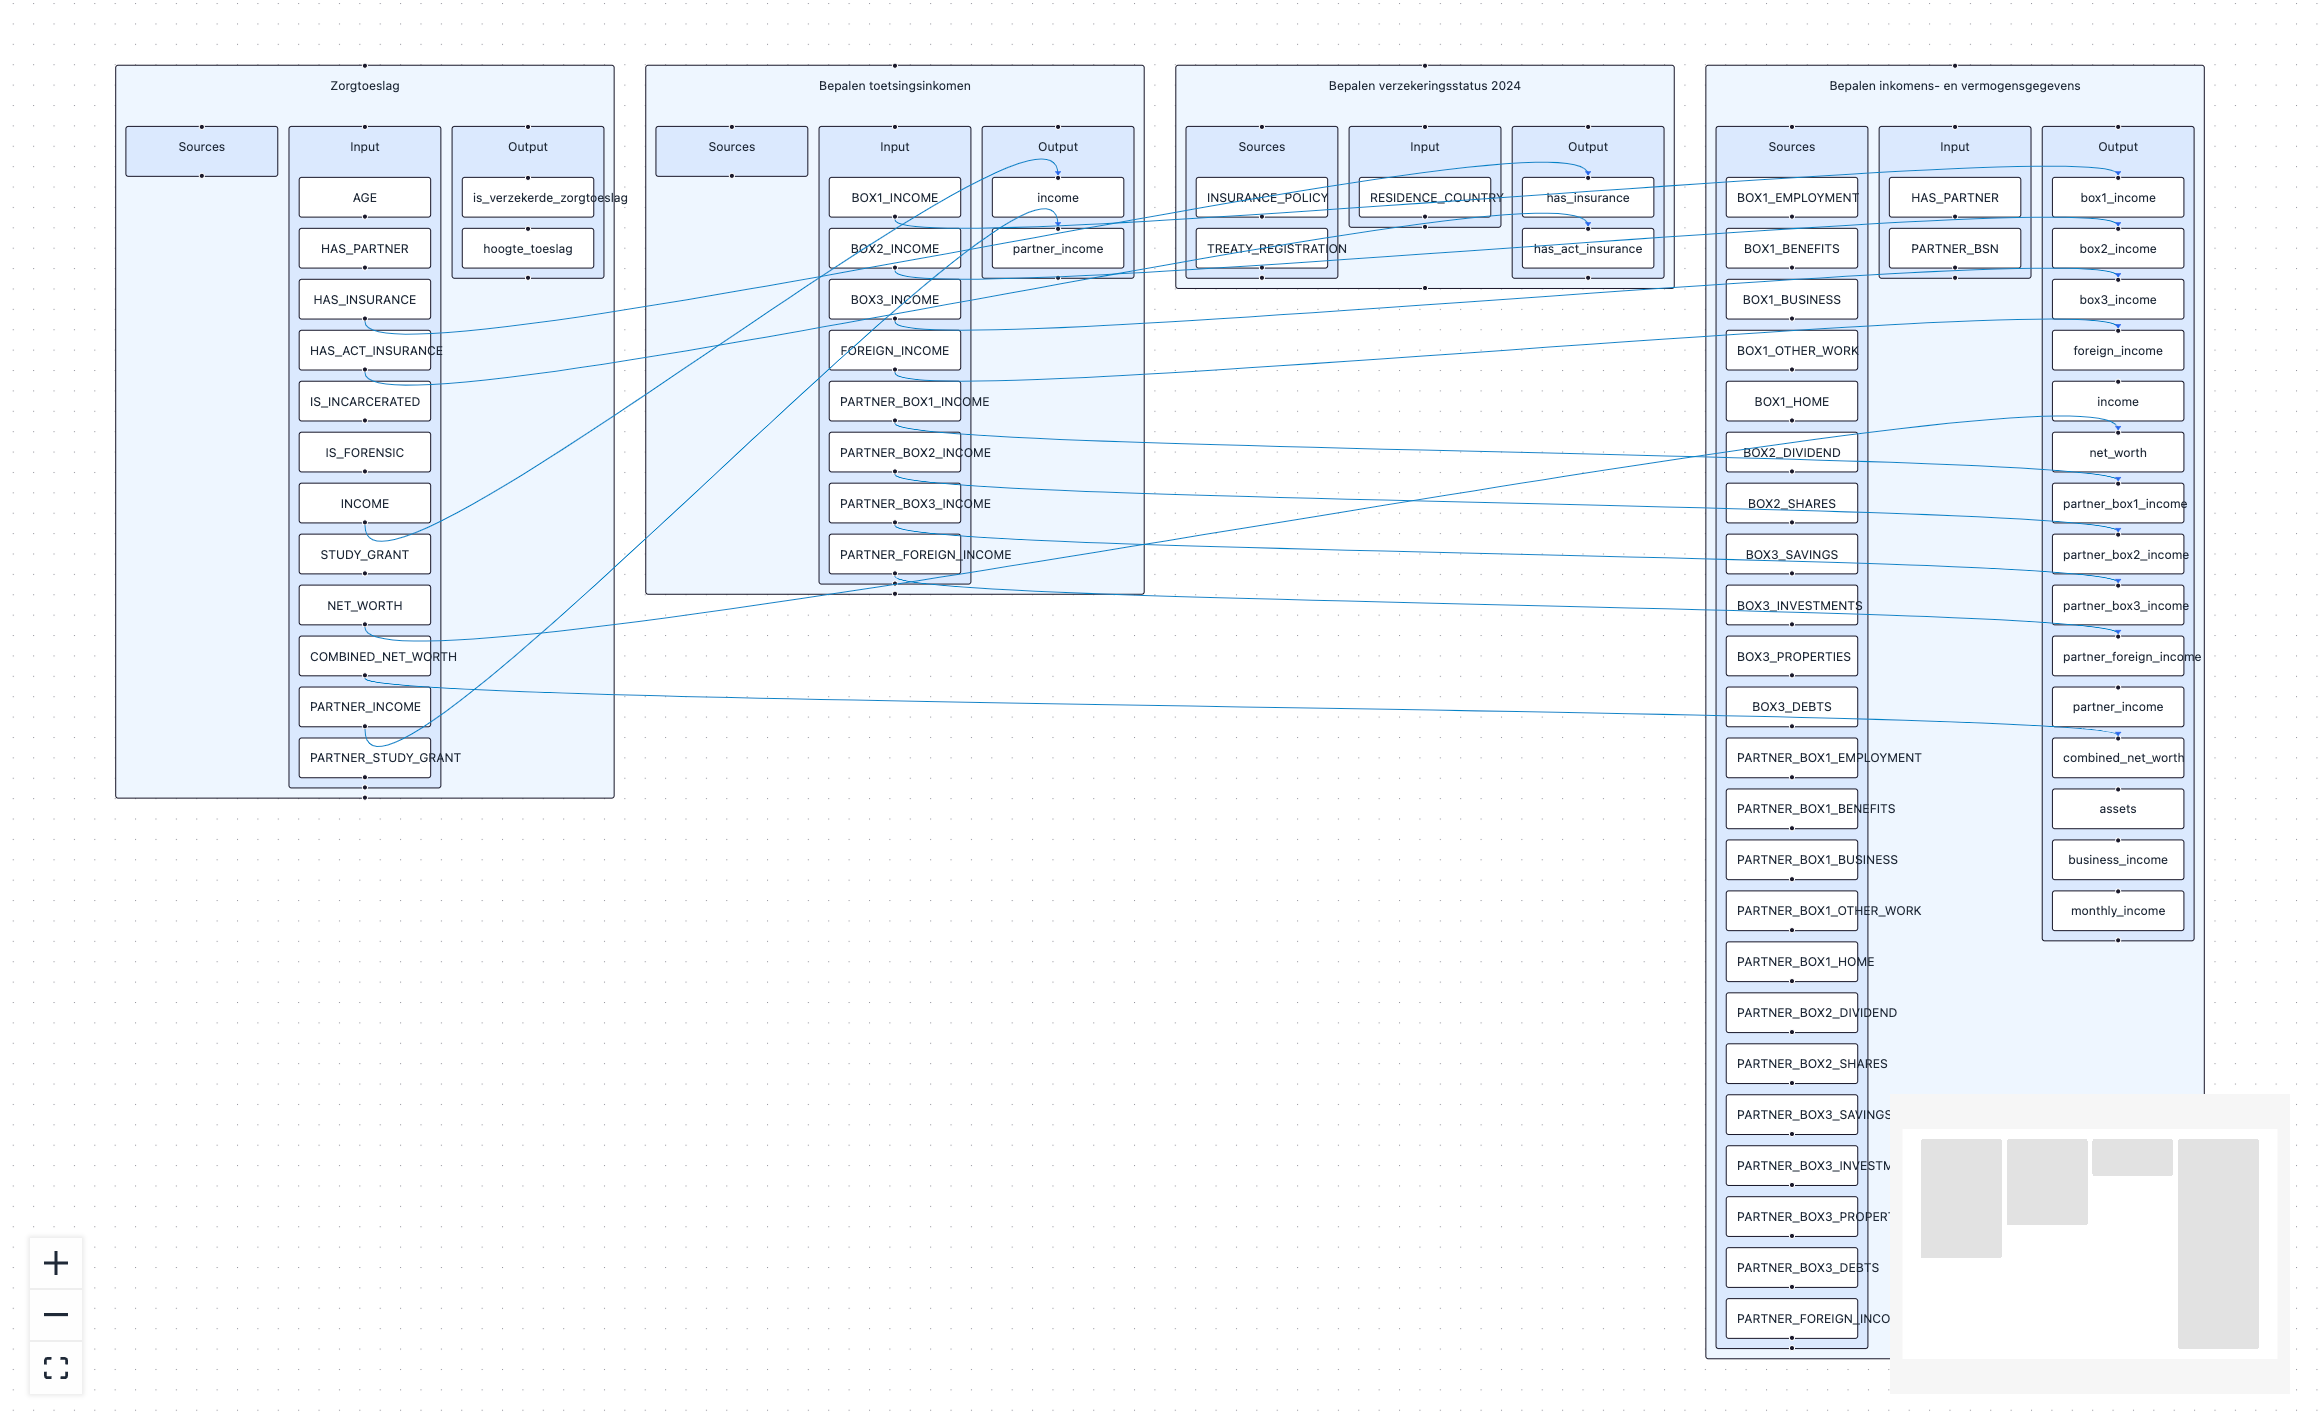 Zorgtoeslag
Sources
Input
AGE
HAS_PARTNER
HAS_INSURANCE
HAS_ACT_INSURANCE
IS_INCARCERATED
IS_FORENSIC
INCOME
STUDY_GRANT
NET_WORTH
COMBINED_NET_WORTH
PARTNER_INCOME
PARTNER_STUDY_GRANT
Output
is_verzekerde_zorgtoeslag
hoogte_toeslag
Bepalen toetsingsinkomen
Sources
Input
BOX1_INCOME
BOX2_INCOME
BOX3_INCOME
FOREIGN_INCOME
PARTNER_BOX1_INCOME
PARTNER_BOX2_INCOME
PARTNER_BOX3_INCOME
PARTNER_FOREIGN_INCOME
Output
income
partner_income
Bepalen verzekeringsstatus 2024
Sources
INSURANCE_POLICY
TREATY_REGISTRATION
Input
RESIDENCE_COUNTRY
Output
has_insurance
has_act_insurance
Bepalen inkomens- en vermogensgegevens
Sources
BOX1_EMPLOYMENT
BOX1_BENEFITS
BOX1_BUSINESS
BOX1_OTHER_WORK
BOX1_HOME
BOX2_DIVIDEND
BOX2_SHARES
BOX3_SAVINGS
BOX3_INVESTMENTS
BOX3_PROPERTIES
BOX3_DEBTS
PARTNER_BOX1_EMPLOYMENT
PARTNER_BOX1_BENEFITS
PARTNER_BOX1_BUSINESS
PARTNER_BOX1_OTHER_WORK
PARTNER_BOX1_HOME
PARTNER_BOX2_DIVIDEND
PARTNER_BOX2_SHARES
PARTNER_BOX3_SAVINGS
PARTNER_BOX3_INVESTM
PARTNER_BOX3_PROPERT
PARTNER_BOX3_DEBTS
PARTNER_FOREIGN_INCO
Input
HAS_PARTNER
PARTNER_BSN
Output
box1_income
box2_income
box3_income
foreign_income
income
net_worth
partner_box1_income
partner_box2_income
partner_box3_income
partner_foreign_income
partner_income
combined_net_worth
assets
business_income
monthly_income